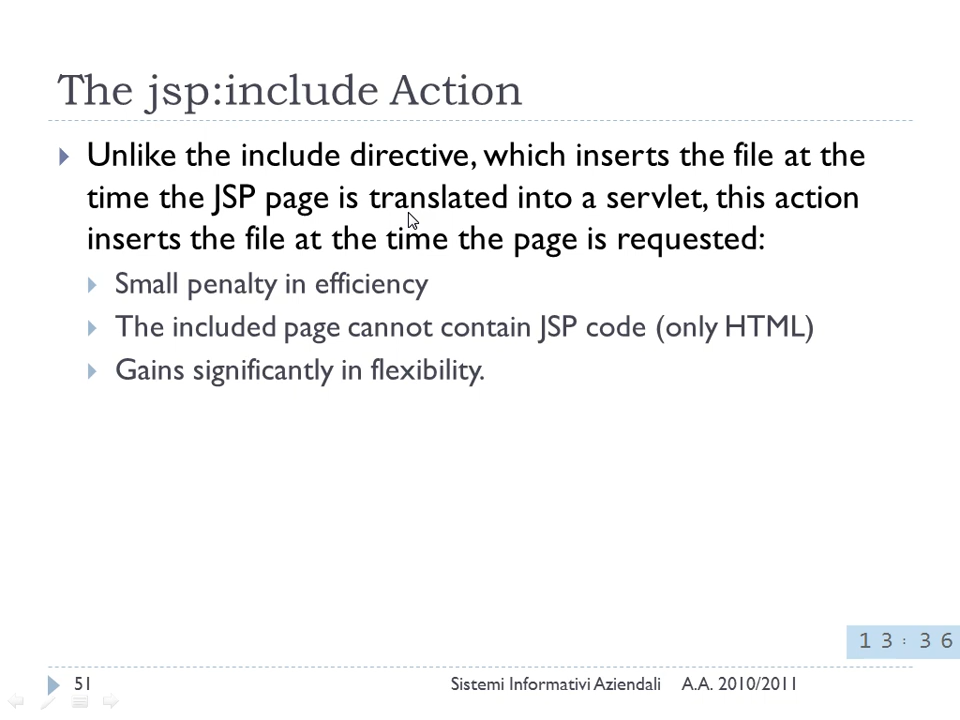 The jsp:include Action
Unlike the include directive, which inserts the file at the
time the JSP page is translated into a servlet, this action
inserts the file at the time the page is requested:
Small penalty in efficiency
The included page cannot contain JSP code (only HTML)
Gains significantly in flexibility.
13:36
51 Sistemi Informativi Aziendali A.A. 2010/2011